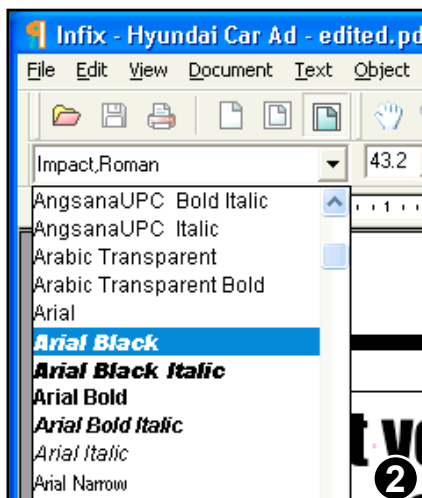 Infix - Hyundai Car Ad - edited.pd
File Edit View Document Text Object
Impact,Roman 43.2
AngsanaUPC Bold Italic
AngsanaUPC Italic
Arabic Transparent
Arabic Transparent Bold
Arial
Arial Black
Arial Black Italic
Arial Bold
Arial Bold Italic
Arial Italic
Arial Narrow
1
t v
2